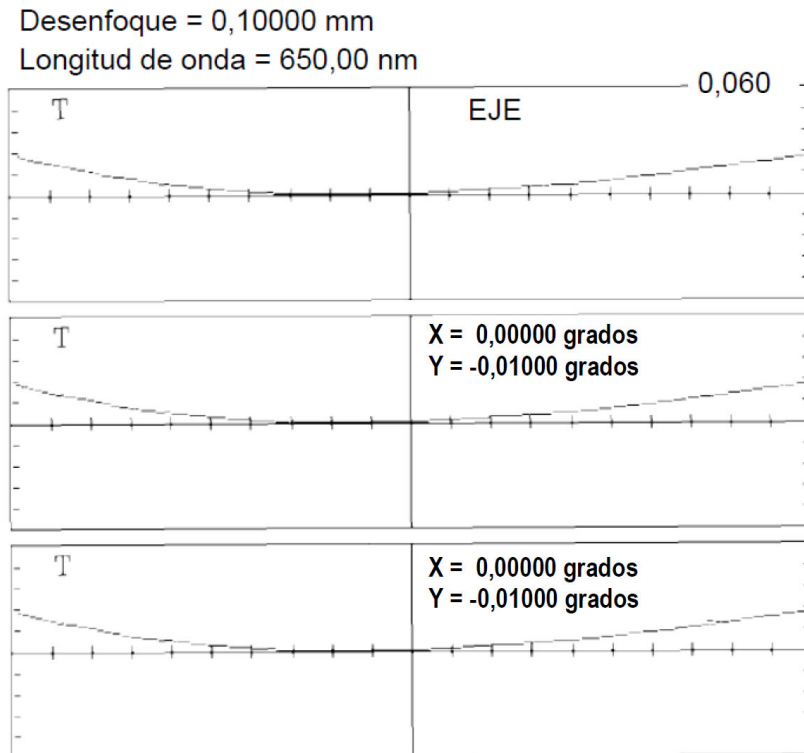 Desenfoque = 0,10000 mm
Longitud de onda = 650,00 nm
0,060
T
EJE
T
X = 0,00000 grados
Y = -0,01000 grados
T
X = 0,00000 grados
Y = -0,01000 grados